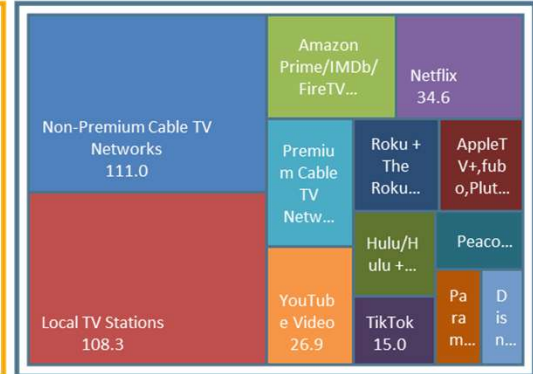 Non-Premium Cable TV
Networks
111.0
Local TV Stations
108.3
Amazon
Prime/IMDb/
FireTV...
Netflix
34.6
Premiu
m Cable
TV
Netw...
YouTub
e Video
26.9
Roku +
The
Roku...
AppleT
V+,fub
o,Plut...
Hulu/H
ulu +...
Peaco...
TikTok
15.0
Pa
ra
m...
D
is
n...